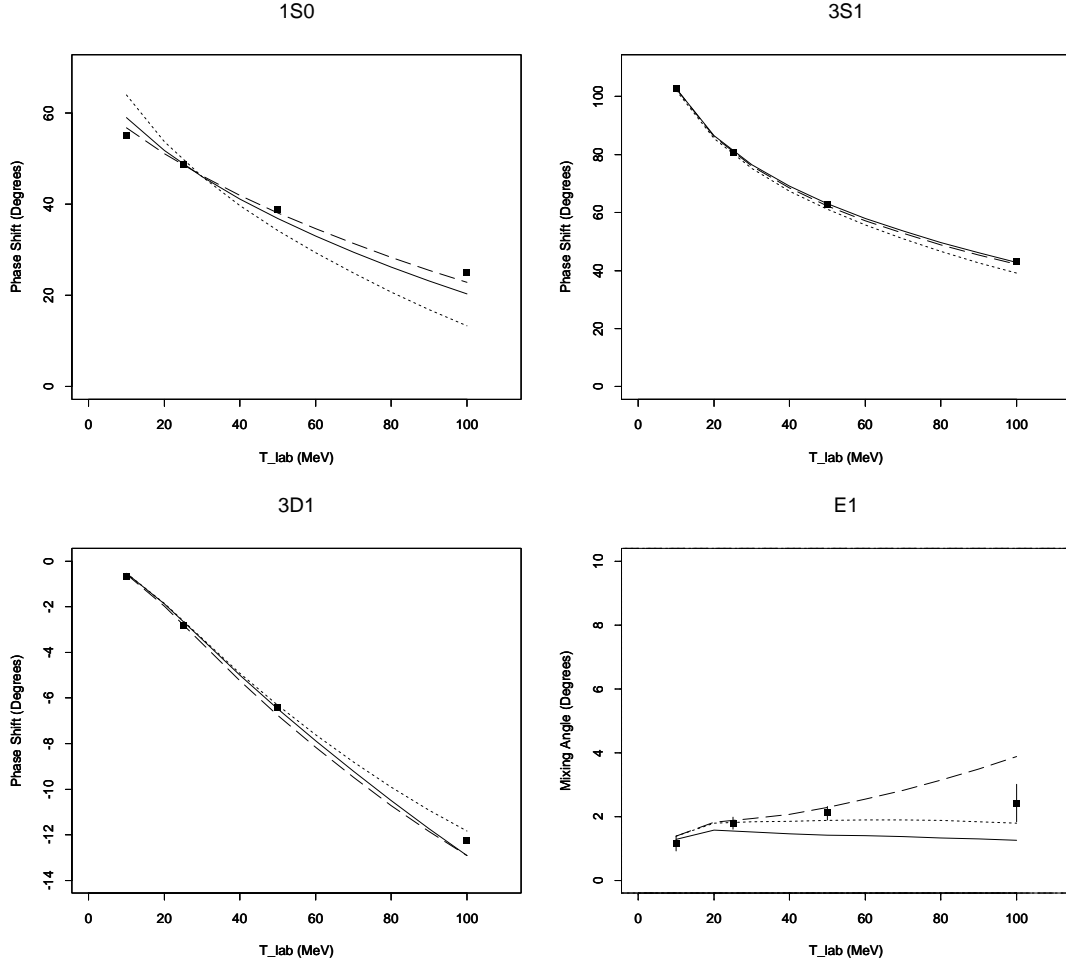 1S0
Phase Shift (Degrees)
60
40
20
0
0 20 40 60 80 100
T_lab (MeV)
3S1
Phase Shift (Degrees)
100
80
60
40
20
0
0 20 40 60 80 100
T_lab (MeV)
3D1
Phase Shift (Degrees)
0
-2
-4
-6
-8
-10
-12
-14
0 20 40 60 80 100
T_lab (MeV)
E1
Mixing Angle (Degrees)
10
8
6
4
2
0
0 20 40 60 80 100
T_lab (MeV)